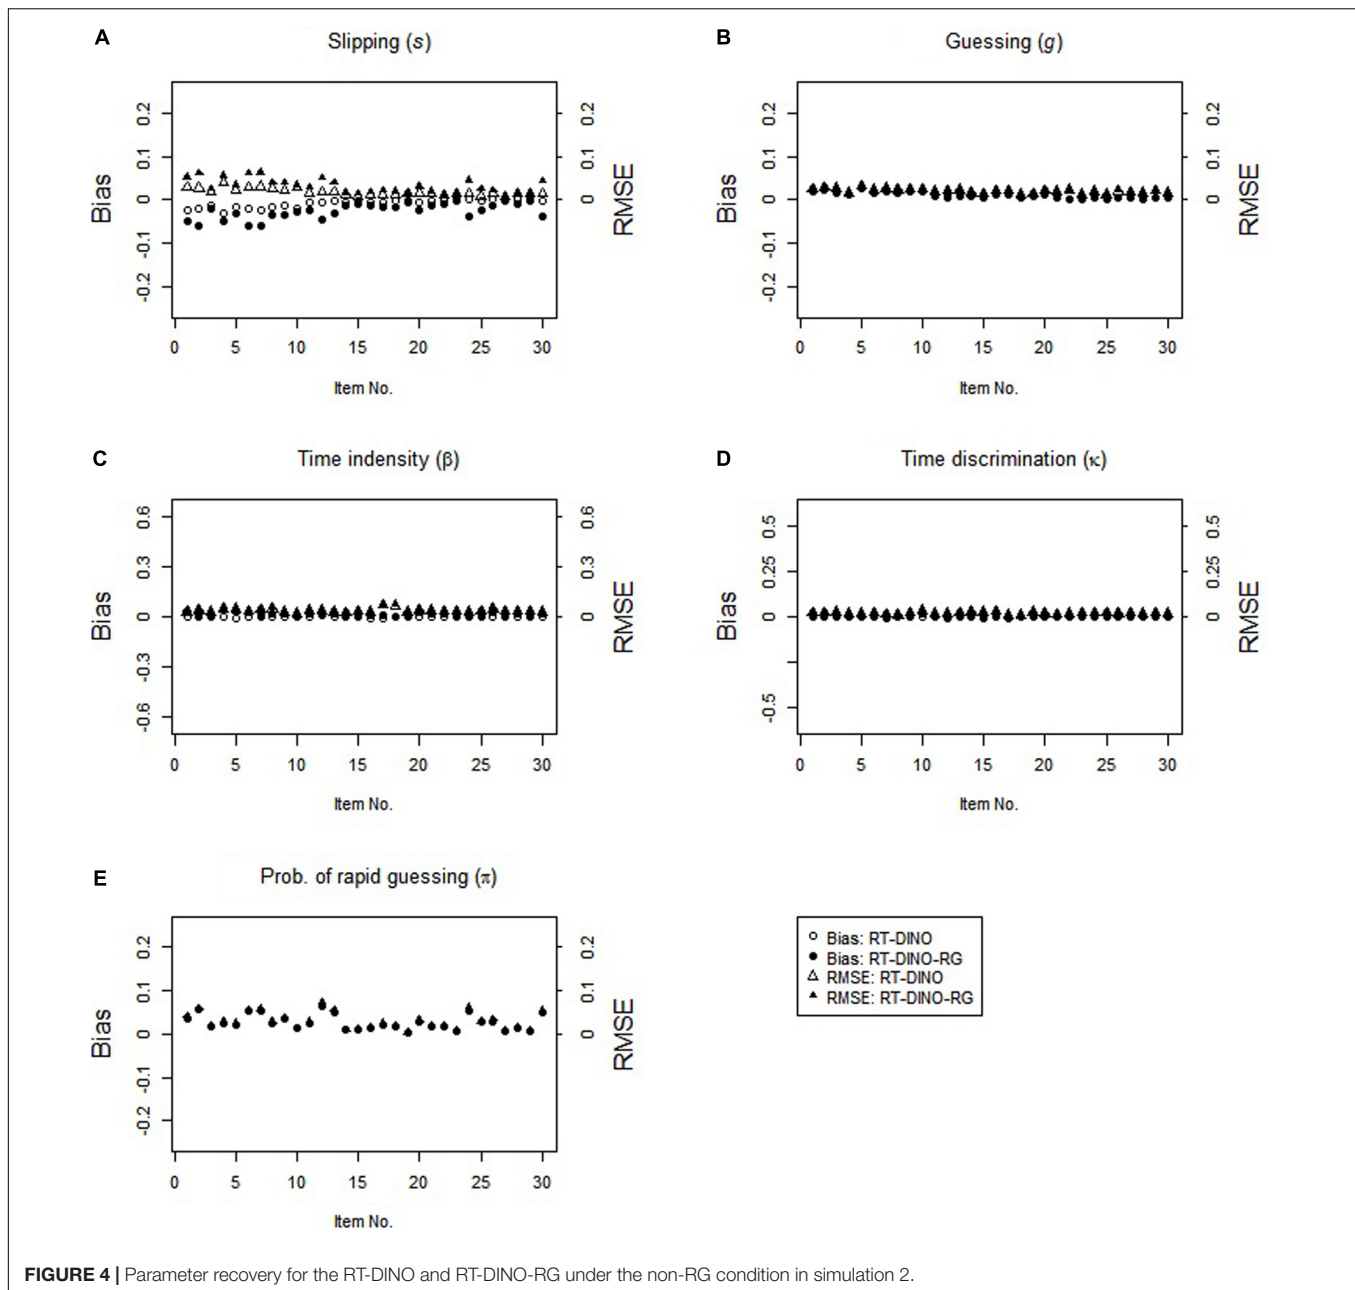 A
Slipping (s)
0.2
0.1
0
-0.1
-0.2
Bias
0.2
0.1
0
RMSE
0 5 10 15 20 25 30
Item No.
B
Guessing (g)
0.2
0.1
0
-0.1
-0.2
Bias
0.2
0.1
0
RMSE
0 5 10 15 20 25 30
Item No.
C
Time indensity (β)
0.6
0.3
0
-0.3
-0.6
Bias
0.6
0.3
0
RMSE
0 5 10 15 20 25 30
Item No.
D
Time discrimination (κ)
0.5
0.25
0
-0.5
Bias
0.5
0.25
0
RMSE
0 5 10 15 20 25 30
Item No.
E
Prob. of rapid guessing (π)
0.2
0.1
0
-0.1
-0.2
Bias
0.2
0.1
0
RMSE
0 5 10 15 20 25 30
Item No.
Bias: RT-DINO
Bias: RT-DINO-RG
RMSE: RT-DINO
RMSE: RT-DINO-RG
FIGURE 4 | Parameter recovery for the RT-DINO and RT-DINO-RG under the non-RG condition in simulation 2.